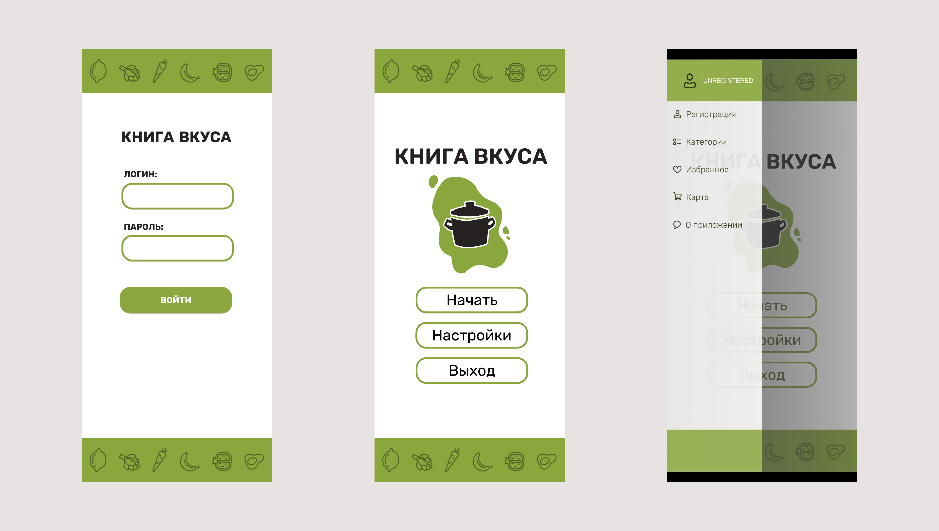 КНИГА ВКУСА
ЛОГИН:
ПАРОЛЬ:
ВОЙТИ
КНИГА ВКУСА
Начать
Настройки
Выход
UNREGISTERED
Регистрация
Категории
КНИГА ВКУСА
Избранное
Карта
О приложении
Начать
Настройки
Выход